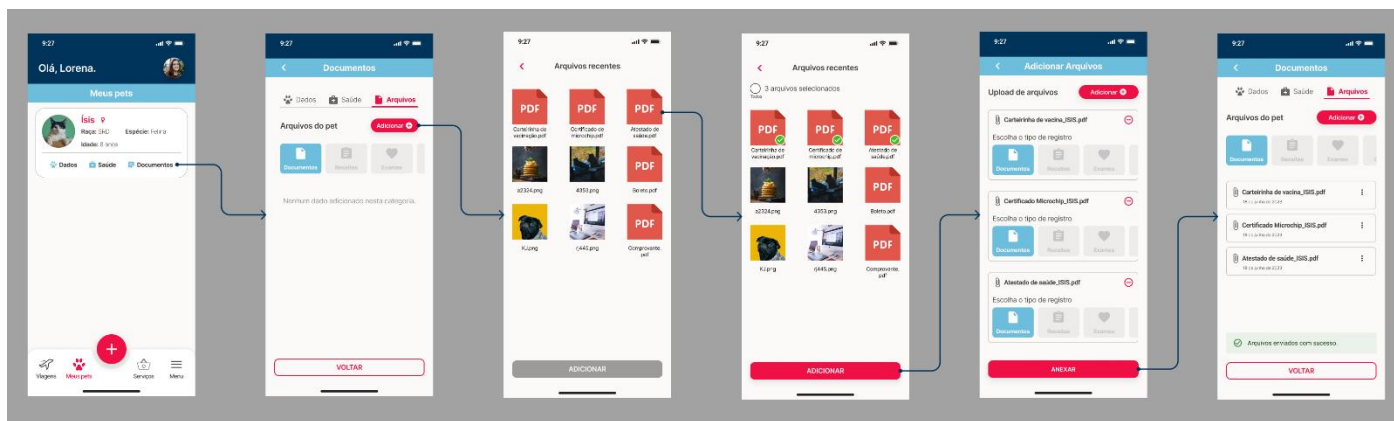 9:27
Olá, Lorena.
Meus pets
Ísis
Raça: SRD Espécie: Felina
Idade: 8 anos
Dados Saúde Documentos
Viagens Meus pets Serviços Menu
9:27
Documentos
Dados Saúde Arquivos
Arquivos do pet Adicionar
Documentos Receitas Exames
Nenhum dado adicionado nesta categoria.
VOLTAR
9:27
Arquivos recentes
PDF PDF PDF
Carteirinha de Certificado de Atestado de
vacinação.pdf microchip.pdf saúde.pdf
PDF
a2324.png 4353.png Boleto.pdf
PDF
KJ.png rj445.png Comprovante.
pdf
ADICIONAR
9:27
Arquivos recentes
3 arquivos selecionados
Todos
PDF PDF PDF
Carteirinha de Certificado de Atestado de
vacinação.pdf microchip.pdf saúde.pdf
PDF
a2324.png 4353.png Boleto.pdf
PDF
KJ.png rj445.png Comprovante.
pdf
ADICIONAR
9:27
Adicionar Arquivos
Upload de arquivos Adicionar
Carteirinha de vacina_ISIS.pdf
Escolha o tipo de registro
Documentos Receitas Exames
Certificado Microchip_ISIS.pdf
Escolha o tipo de registro
Documentos Receitas Exames
Atestado de saúde_ISIS.pdf
Escolha o tipo de registro
Documentos Receitas Exames
ANEXAR
9:27
Documentos
Dados Saúde Arquivos
Arquivos do pet Adicionar
Documentos Receitas Exames
Carteirinha de vacina_ISIS.pdf
Certificado Microchip_ISIS.pdf
Atestado de saúde_ISIS.pdf
Arquivos enviados com sucesso.
VOLTAR